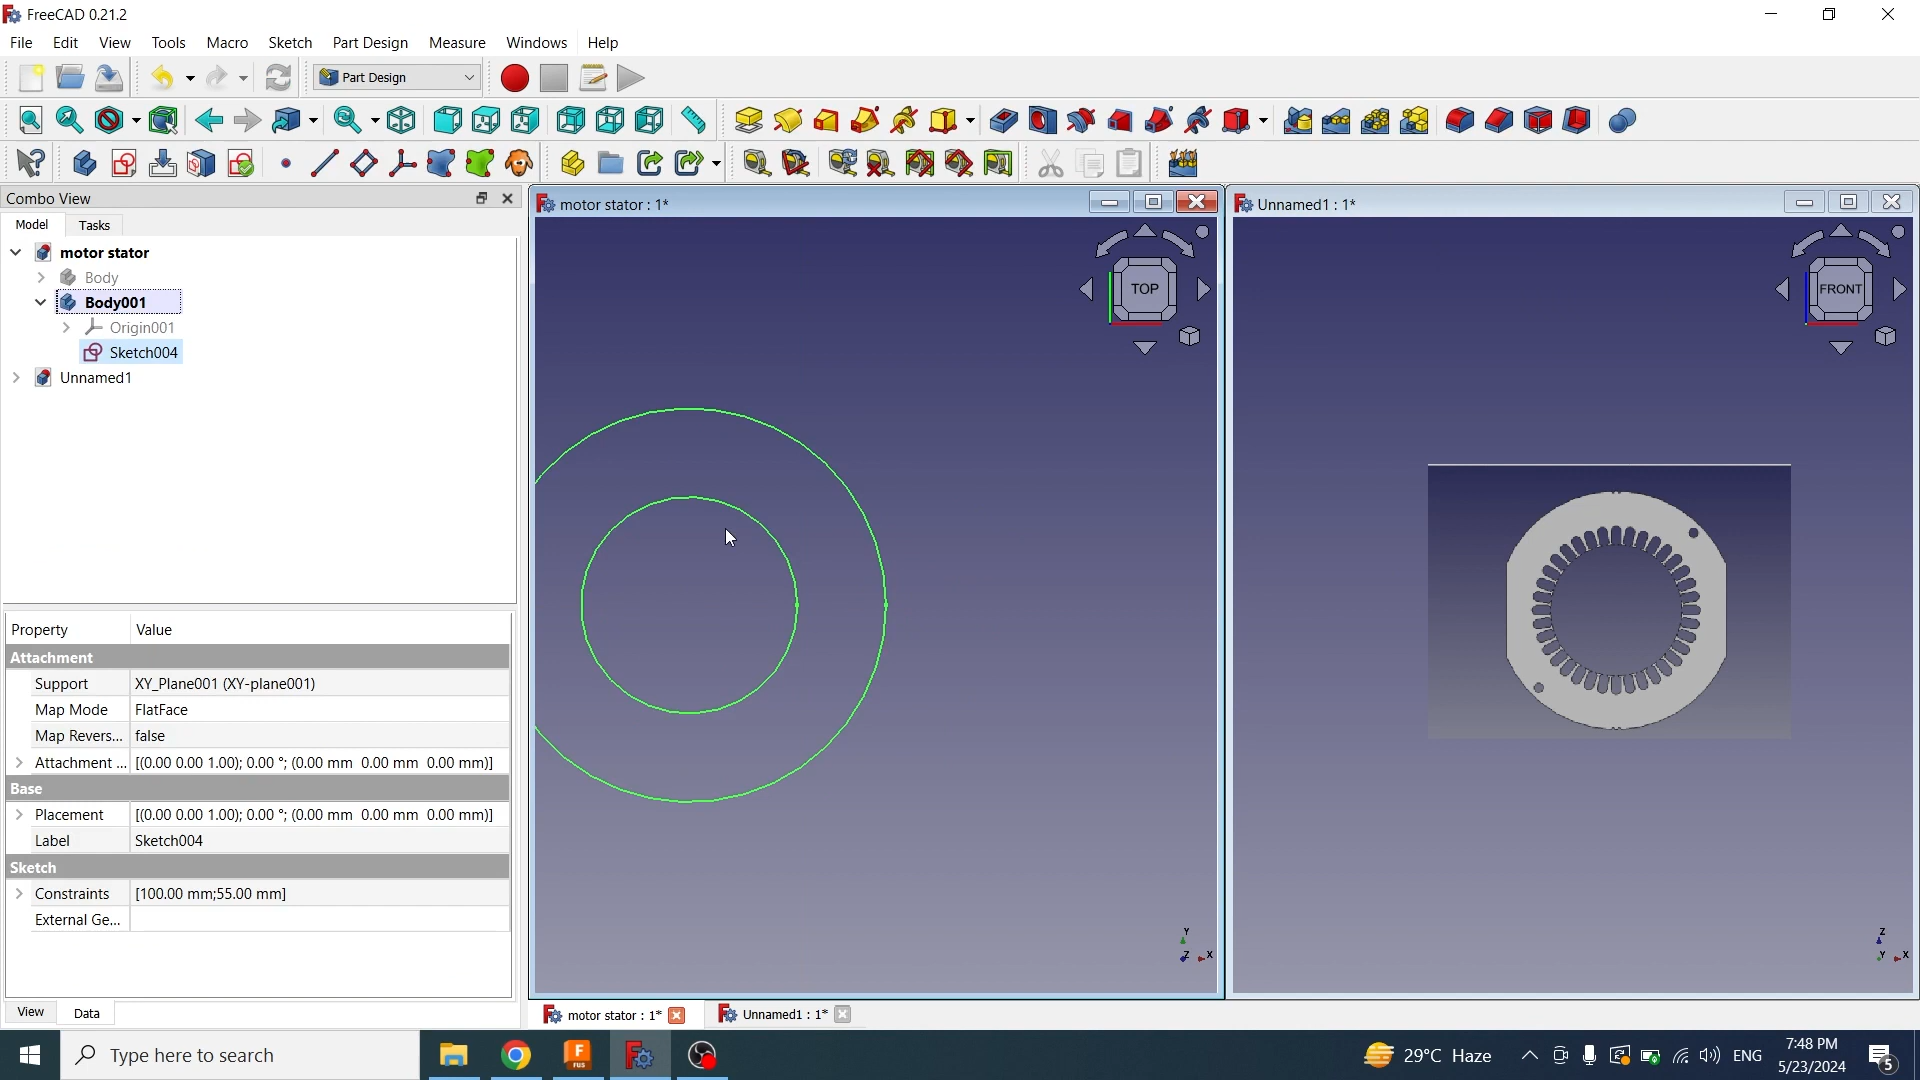 FreeCAD 0.21.2
File Edit View Tools Macro Sketch Part Design Measure Windows Help
Part Design
Combo View
Model Tasks
motor stator
Body
Body001
Origin001
Sketch004
Unnamed1
Property Value
Attachment
Support XY_Plane001 (XY-plane001)
Map Mode FlatFace
Map Revers... false
Attachment ... [(0.00 0.00 1.00); 0.00 °; (0.00 mm 0.00 mm 0.00 mm)]
Base
Placement [(0.00 0.00 1.00); 0.00 °; (0.00 mm 0.00 mm 0.00 mm)]
Label Sketch004
Sketch
Constraints [100.00 mm;55.00 mm]
External Ge...
View Data
motor stator : 1*
TOP
Y
Z X
Unnamed1 : 1*
FRONT
Z
Y X
motor stator : 1* Unnamed1 : 1*
Type here to search
FUS
29°C Haze
ENG
7:48 PM
5/23/2024
5